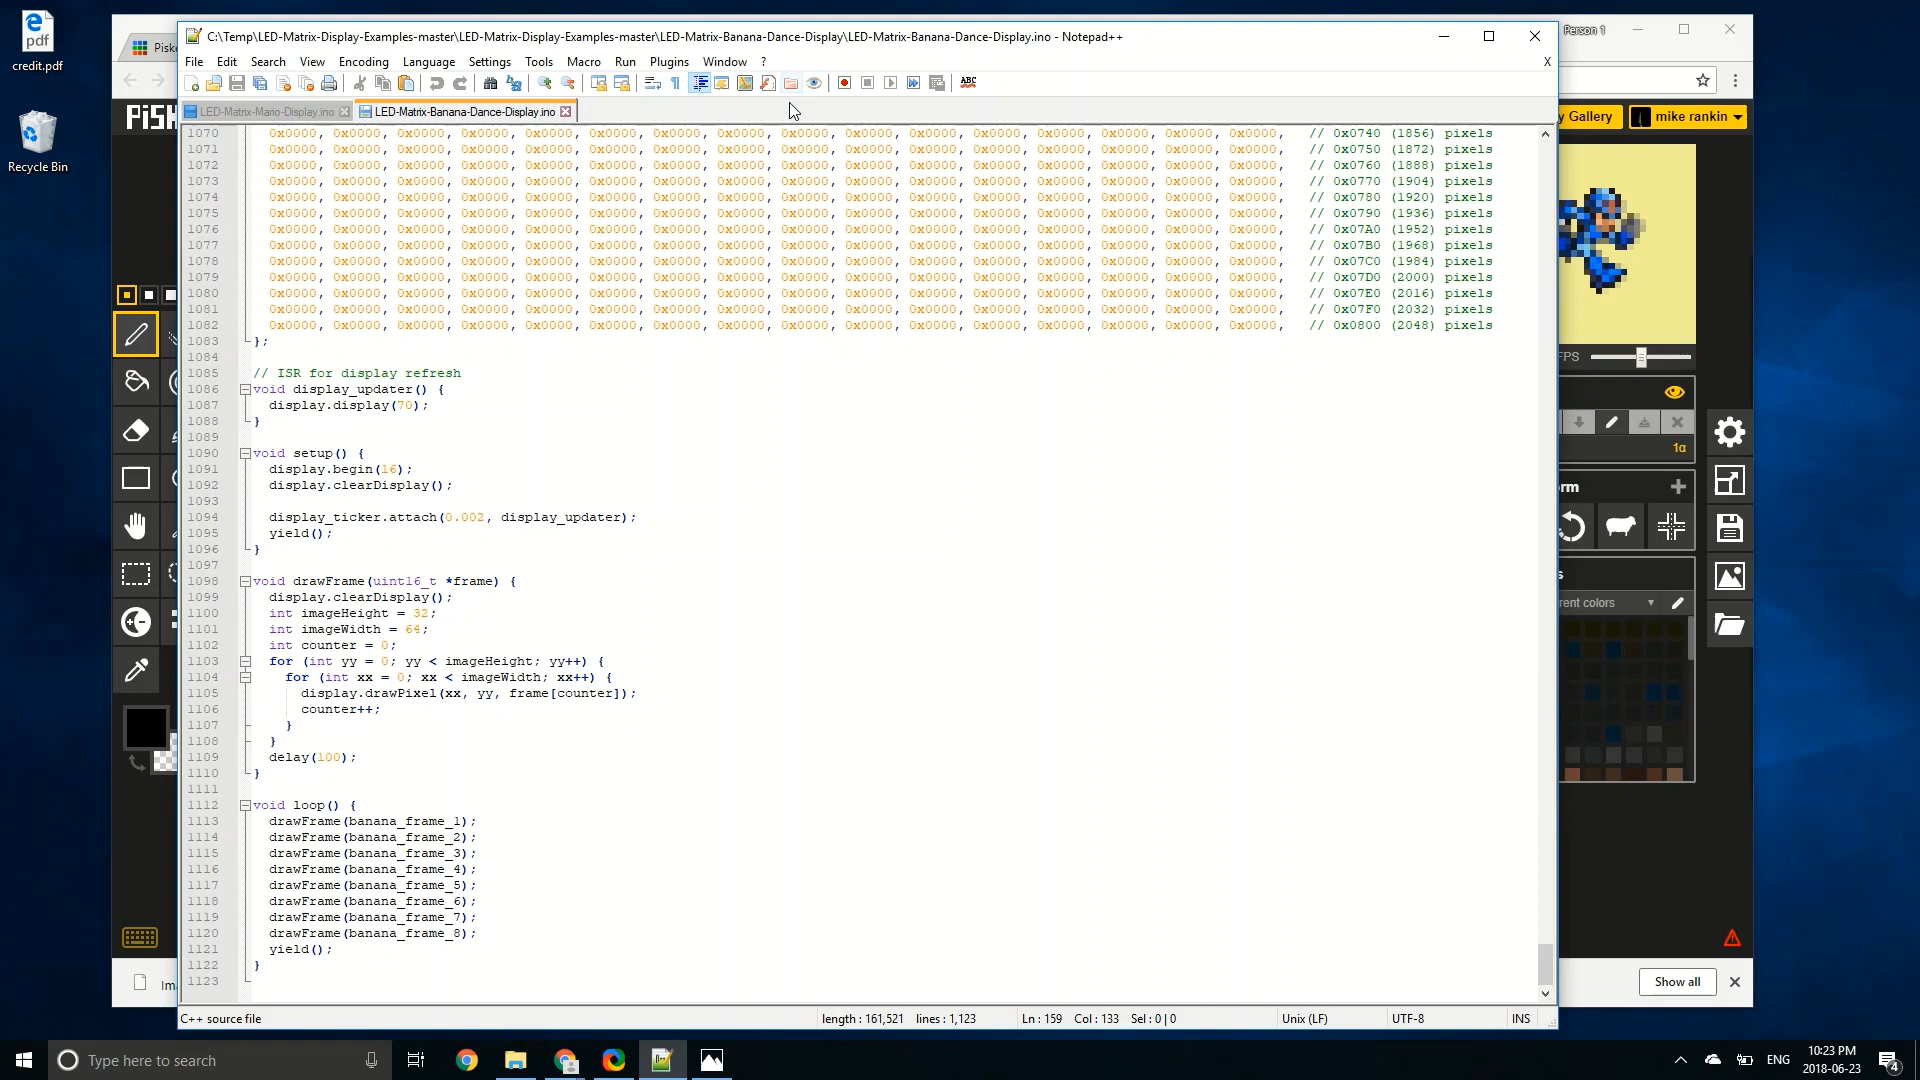 credit.pdf
Recycle Bin
Pisk
Person 1
C:\Temp\LED-Matrix-Display-Examples-master\LED-Matrix-Display-Examples-master\LED-Matrix-Banana-Dance-Display\LED-Matrix-Banana-Dance-Display.ino - Notepad++
File Edit Search View Encoding Language Settings Tools Macro Run Plugins Window ? X
ABC
LED-Matrix-Mario-Display.ino LED-Matrix-Banana-Dance-Display.ino
PiSK
y Gallery mike rankin
1070 0x0000, 0x0000, 0x0000, 0x0000, 0x0000, 0x0000, 0x0000, 0x0000, 0x0000, 0x0000, 0x0000, 0x0000, 0x0000, 0x0000, 0x0000, 0x0000, // 0x0740 (1856) pixels
1071 0x0000, 0x0000, 0x0000, 0x0000, 0x0000, 0x0000, 0x0000, 0x0000, 0x0000, 0x0000, 0x0000, 0x0000, 0x0000, 0x0000, 0x0000, 0x0000, // 0x0750 (1872) pixels
1072 0x0000, 0x0000, 0x0000, 0x0000, 0x0000, 0x0000, 0x0000, 0x0000, 0x0000, 0x0000, 0x0000, 0x0000, 0x0000, 0x0000, 0x0000, 0x0000, // 0x0760 (1888) pixels
1073 0x0000, 0x0000, 0x0000, 0x0000, 0x0000, 0x0000, 0x0000, 0x0000, 0x0000, 0x0000, 0x0000, 0x0000, 0x0000, 0x0000, 0x0000, 0x0000, // 0x0770 (1904) pixels
1074 0x0000, 0x0000, 0x0000, 0x0000, 0x0000, 0x0000, 0x0000, 0x0000, 0x0000, 0x0000, 0x0000, 0x0000, 0x0000, 0x0000, 0x0000, 0x0000, // 0x0780 (1920) pixels
1075 0x0000, 0x0000, 0x0000, 0x0000, 0x0000, 0x0000, 0x0000, 0x0000, 0x0000, 0x0000, 0x0000, 0x0000, 0x0000, 0x0000, 0x0000, 0x0000, // 0x0790 (1936) pixels
1076 0x0000, 0x0000, 0x0000, 0x0000, 0x0000, 0x0000, 0x0000, 0x0000, 0x0000, 0x0000, 0x0000, 0x0000, 0x0000, 0x0000, 0x0000, 0x0000, // 0x07A0 (1952) pixels
1077 0x0000, 0x0000, 0x0000, 0x0000, 0x0000, 0x0000, 0x0000, 0x0000, 0x0000, 0x0000, 0x0000, 0x0000, 0x0000, 0x0000, 0x0000, 0x0000, // 0x07B0 (1968) pixels
1078 0x0000, 0x0000, 0x0000, 0x0000, 0x0000, 0x0000, 0x0000, 0x0000, 0x0000, 0x0000, 0x0000, 0x0000, 0x0000, 0x0000, 0x0000, 0x0000, // 0x07C0 (1984) pixels
1079 0x0000, 0x0000, 0x0000, 0x0000, 0x0000, 0x0000, 0x0000, 0x0000, 0x0000, 0x0000, 0x0000, 0x0000, 0x0000, 0x0000, 0x0000, 0x0000, // 0x07D0 (2000) pixels
1080 0x0000, 0x0000, 0x0000, 0x0000, 0x0000, 0x0000, 0x0000, 0x0000, 0x0000, 0x0000, 0x0000, 0x0000, 0x0000, 0x0000, 0x0000, 0x0000, // 0x07E0 (2016) pixels
1081 0x0000, 0x0000, 0x0000, 0x0000, 0x0000, 0x0000, 0x0000, 0x0000, 0x0000, 0x0000, 0x0000, 0x0000, 0x0000, 0x0000, 0x0000, 0x0000, // 0x07F0 (2032) pixels
1082 0x0000, 0x0000, 0x0000, 0x0000, 0x0000, 0x0000, 0x0000, 0x0000, 0x0000, 0x0000, 0x0000, 0x0000, 0x0000, 0x0000, 0x0000, 0x0000, // 0x0800 (2048) pixels
1083 };
1084
1085 // ISR for display refresh
1086 void display_updater() {
1087 display.display(70);
1088 }
1089
1090 void setup() {
1091 display.begin(16);
1092 display.clearDisplay();
1093
1094 display_ticker.attach(0.002, display_updater);
1095 yield();
1096 }
1097
1098 void drawFrame(uint16_t *frame) {
1099 display.clearDisplay();
1100 int imageHeight = 32;
1101 int imageWidth = 64;
1102 int counter = 0;
1103 for (int yy = 0; yy < imageHeight; yy++) {
1104 for (int xx = 0; xx < imageWidth; xx++) {
1105 display.drawPixel(xx, yy, frame[counter]);
1106 counter++;
1107 }
1108 }
1109 delay(100);
1110 }
1111
1112 void loop() {
1113 drawFrame(banana_frame_1);
1114 drawFrame(banana_frame_2);
1115 drawFrame(banana_frame_3);
1116 drawFrame(banana_frame_4);
1117 drawFrame(banana_frame_5);
1118 drawFrame(banana_frame_6);
1119 drawFrame(banana_frame_7);
1120 drawFrame(banana_frame_8);
1121 yield();
1122 }
1123
FPS
1α
rm
s
rent colors
Im
Show all
C++ source file length : 161,521 lines : 1,123 Ln : 159 Col : 133 Sel : 0 | 0 Unix (LF) UTF-8 INS
Type here to search
ENG
10:23 PM
2018-06-23
4